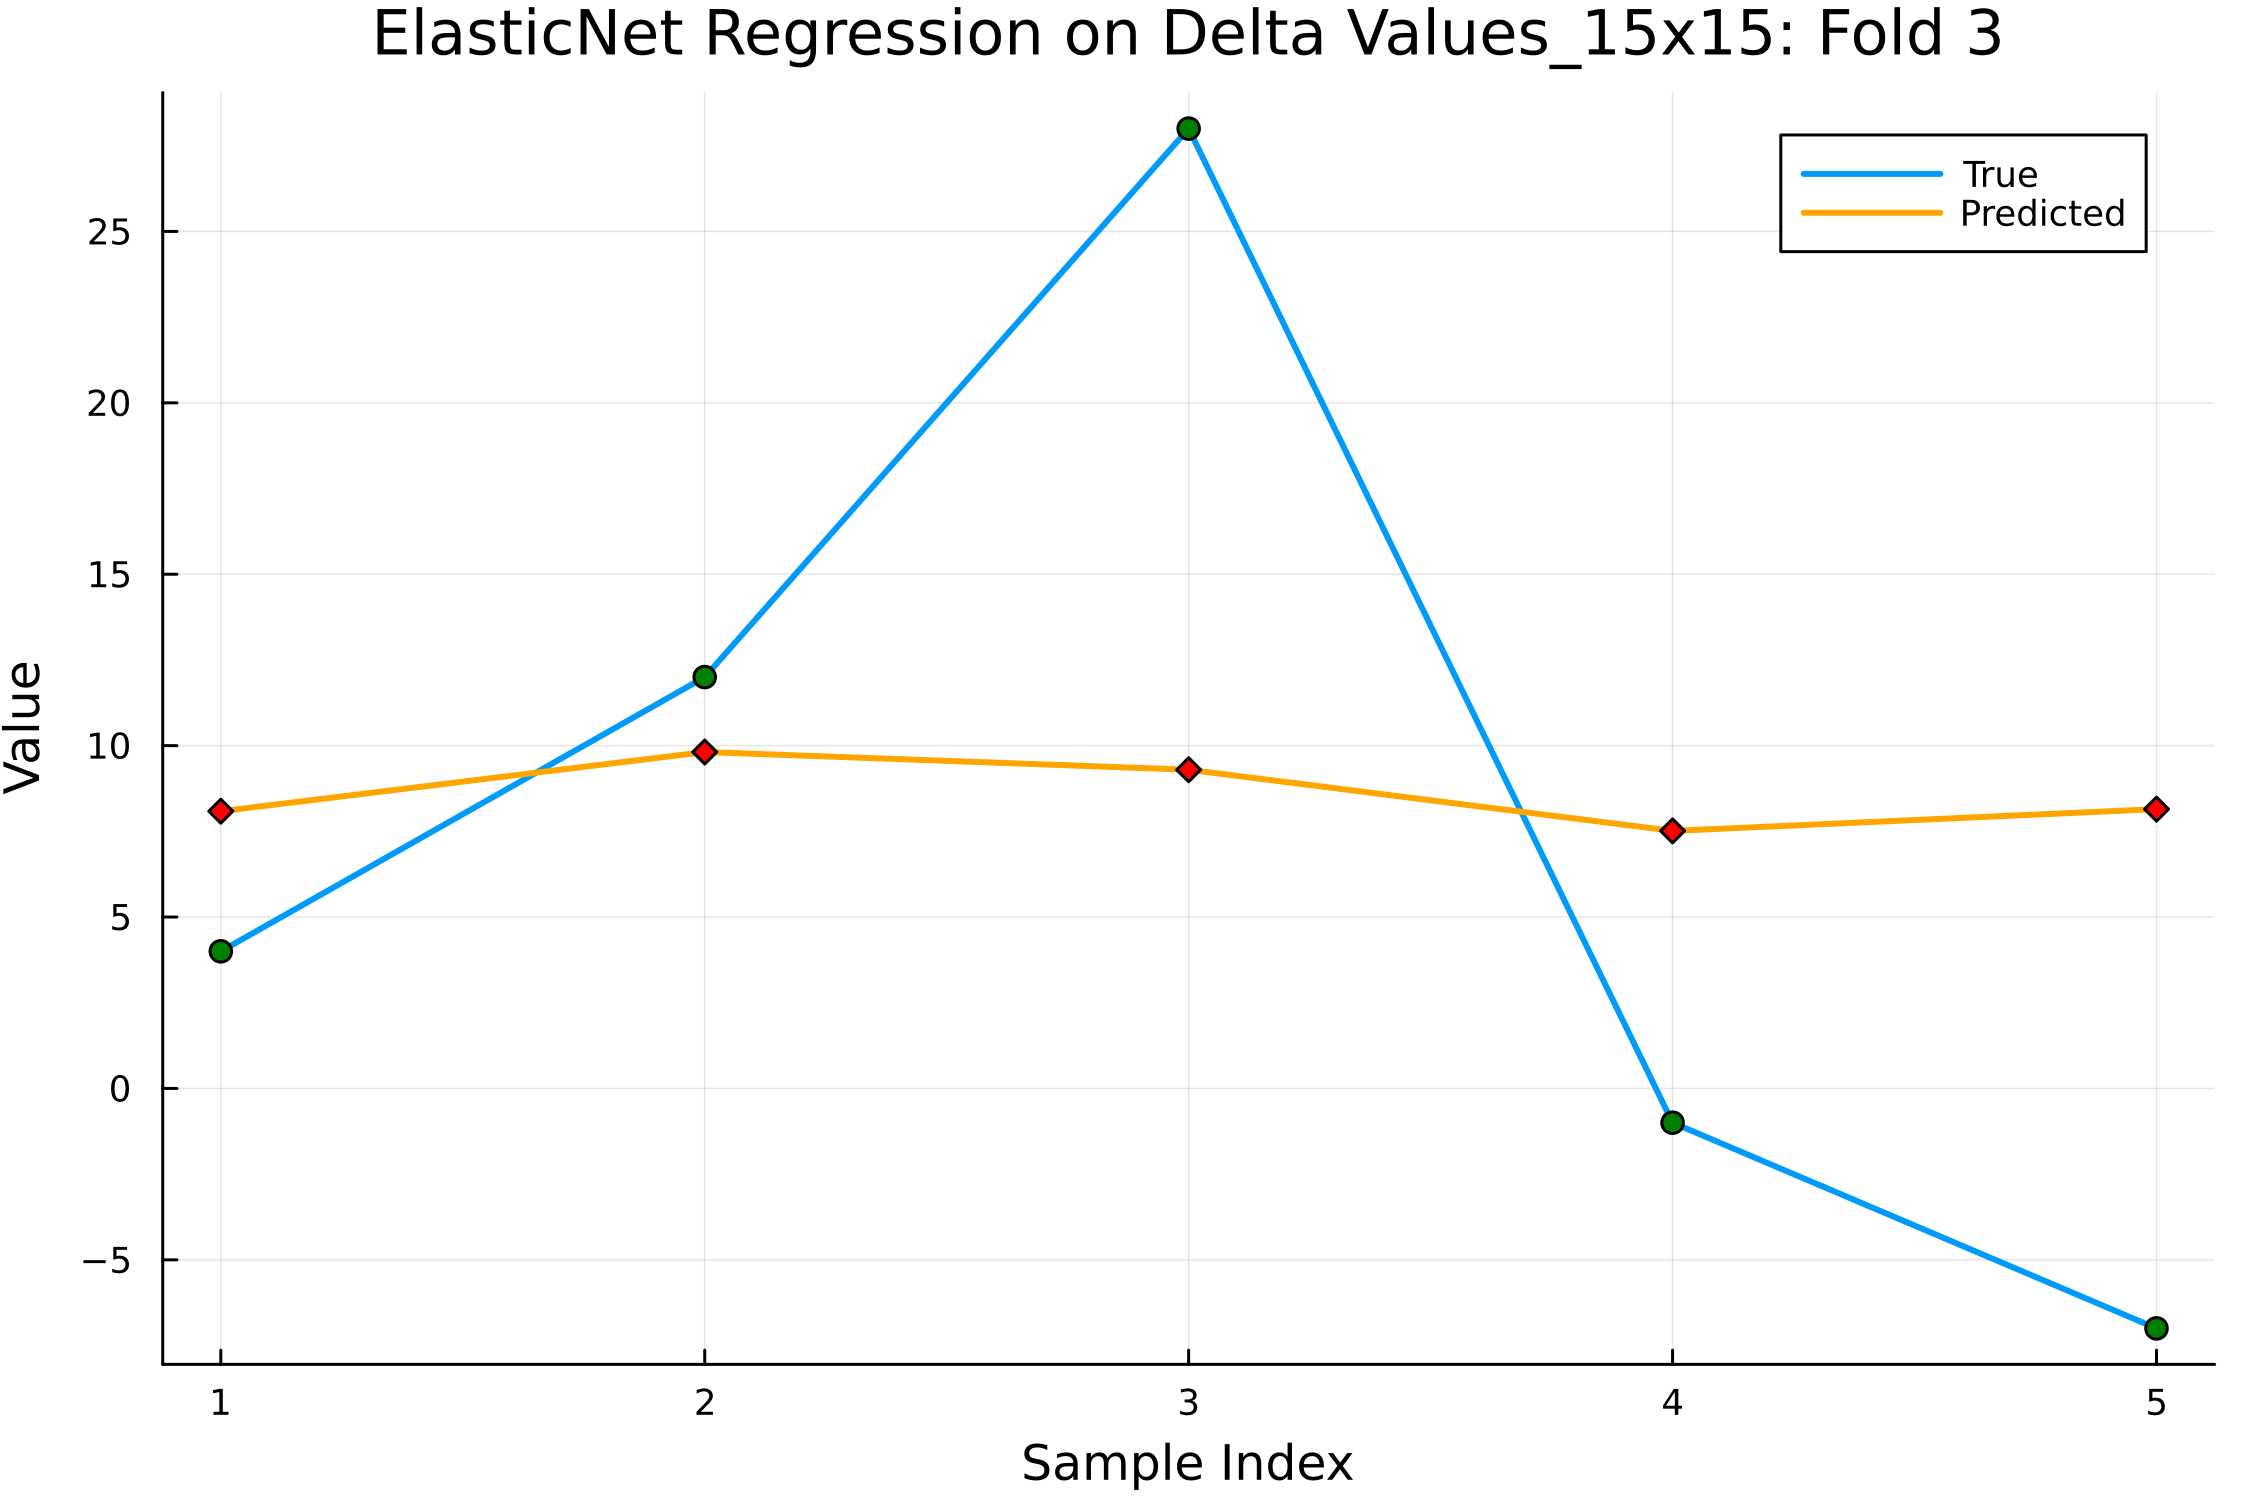 ElasticNet Regression on Delta Values_15x15: Fold 3
True
Predicted
25
20
15
10
5
0
−5
Value
1 2 3 4 5
Sample Index